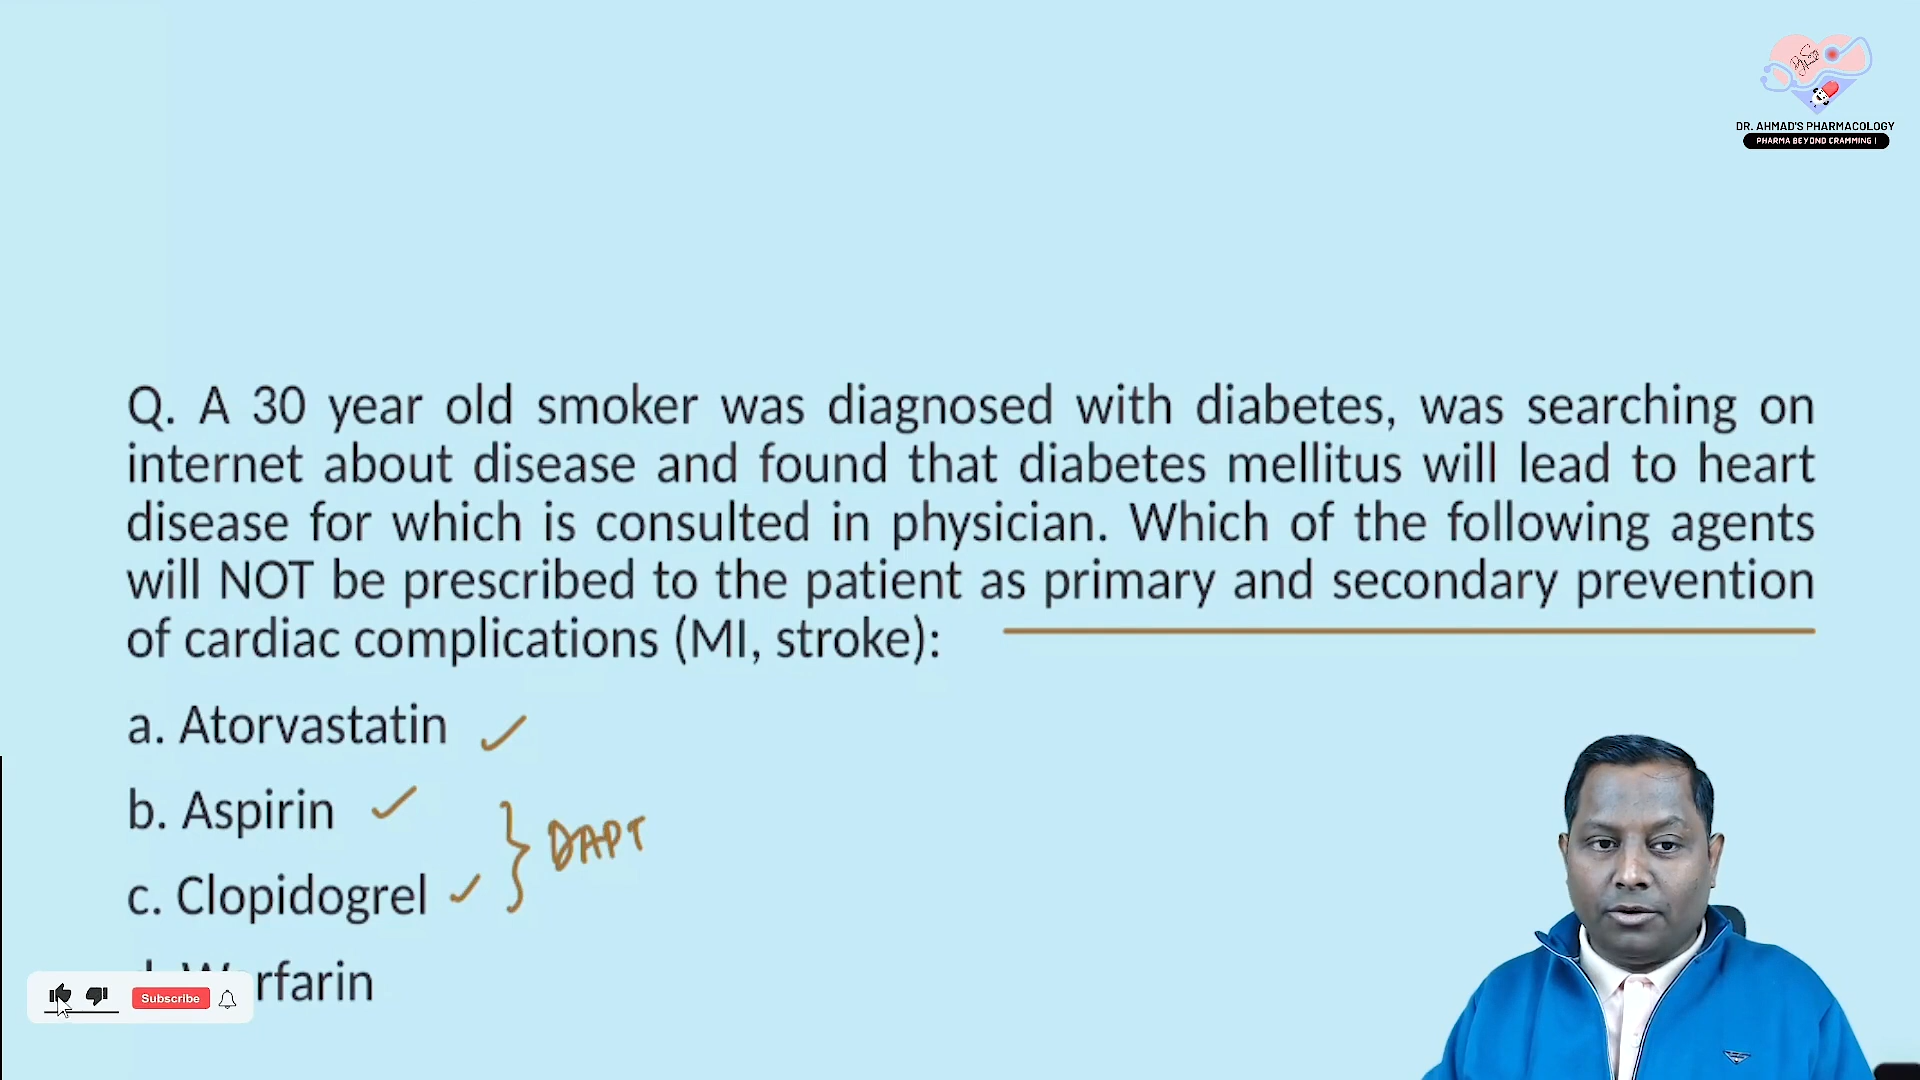 DR. AHMAD'S PHARMACOLOGY
PHARMA BEYOND CRAMMING !
Q. A 30 year old smoker was diagnosed with diabetes, was searching on
internet about disease and found that diabetes mellitus will lead to heart
disease for which is consulted in physician. Which of the following agents
will NOT be prescribed to the patient as primary and secondary prevention
of cardiac complications (MI, stroke):
a. Atorvastatin
b. Aspirin
DAPT
c. Clopidogrel
Subscribe